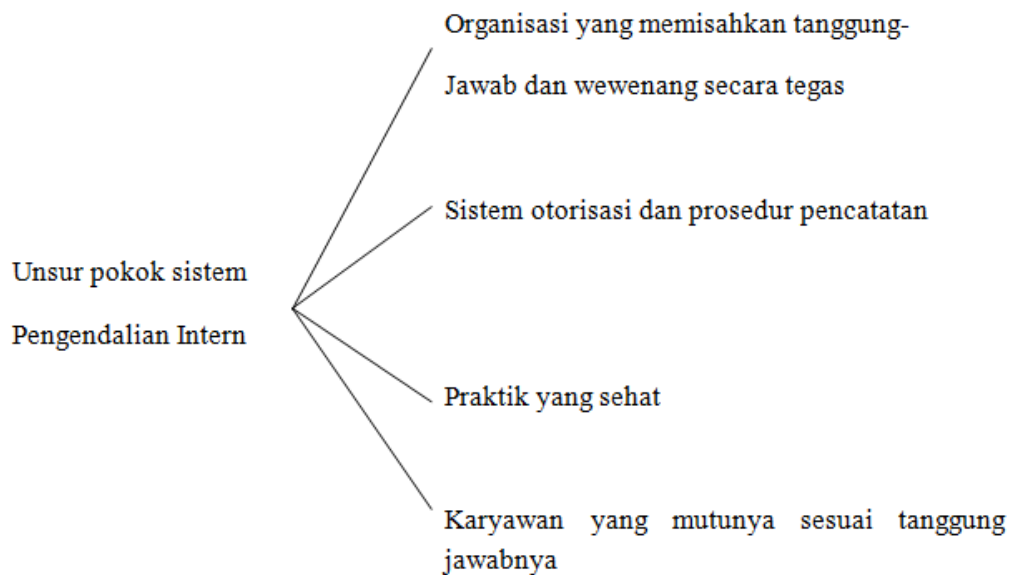 Organisasi yang memisahkan tanggung-
Jawab dan wewenang secara tegas
Sistem otorisasi dan prosedur pencatatan
Unsur pokok sistem
Pengendalian Intern
Praktik yang sehat
Karyawan yang mutunya sesuai tanggung
jawabnya